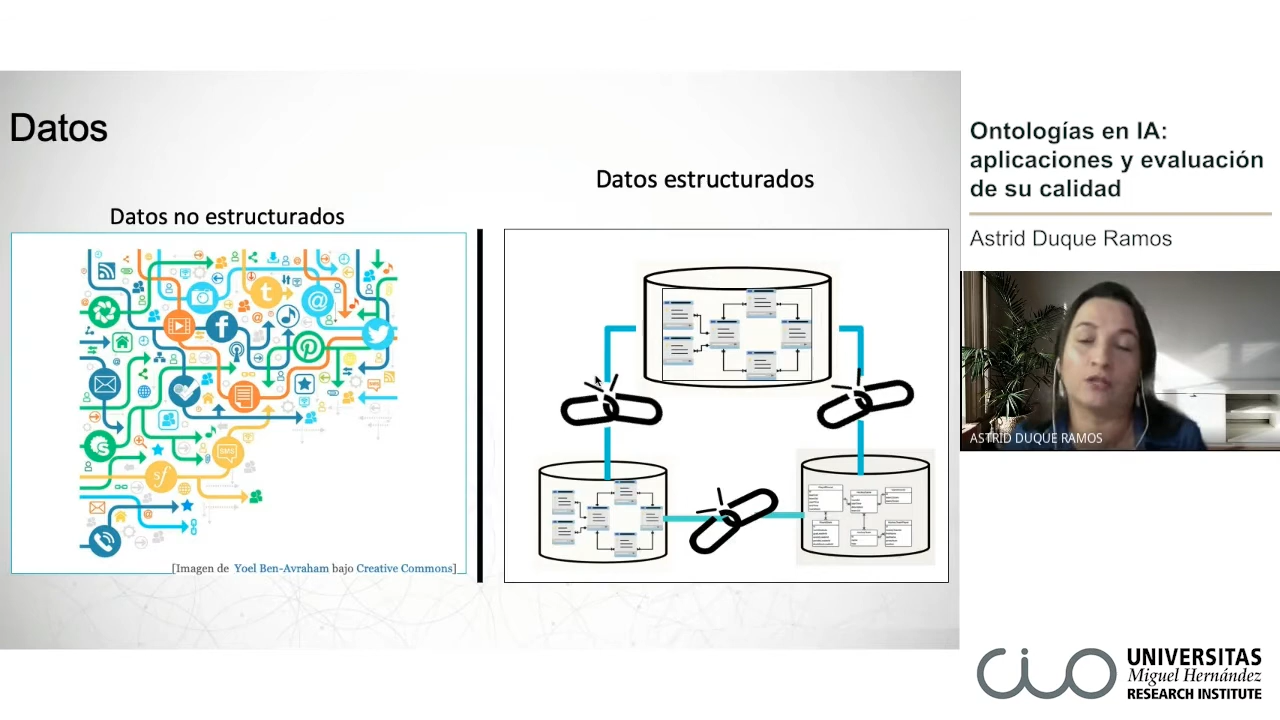 Datos
Datos no estructurados
Datos estructurados
[Imagen de Yoel Ben-Avraham bajo Creative Commons]
Ontologías en IA:
aplicaciones y evaluación
de su calidad
Astrid Duque Ramos
ASTRID DUQUE RAMOS
UNIVERSITAS
Miguel Hernández
RESEARCH INSTITUTE